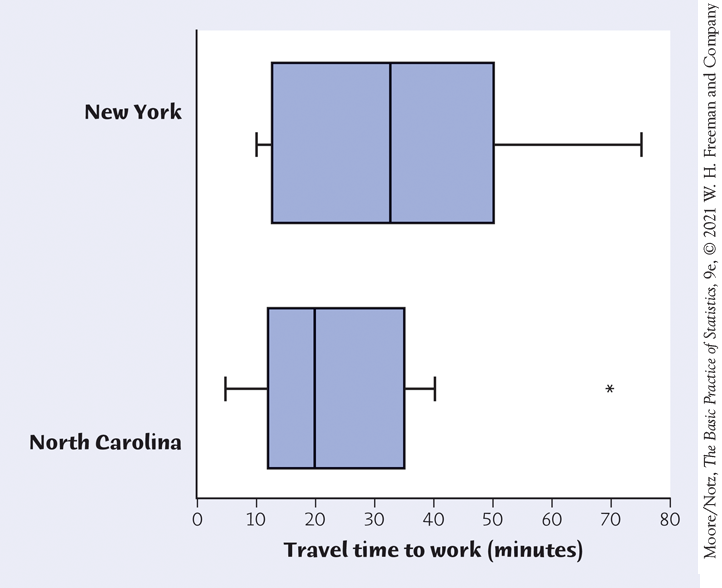 New York
North Carolina
0 10 20 30 40 50 60 70 80
Travel time to work (minutes)
Moore/Notz, The Basic Practice of Statistics, 9e, © 2021 W. H. Freeman and Company